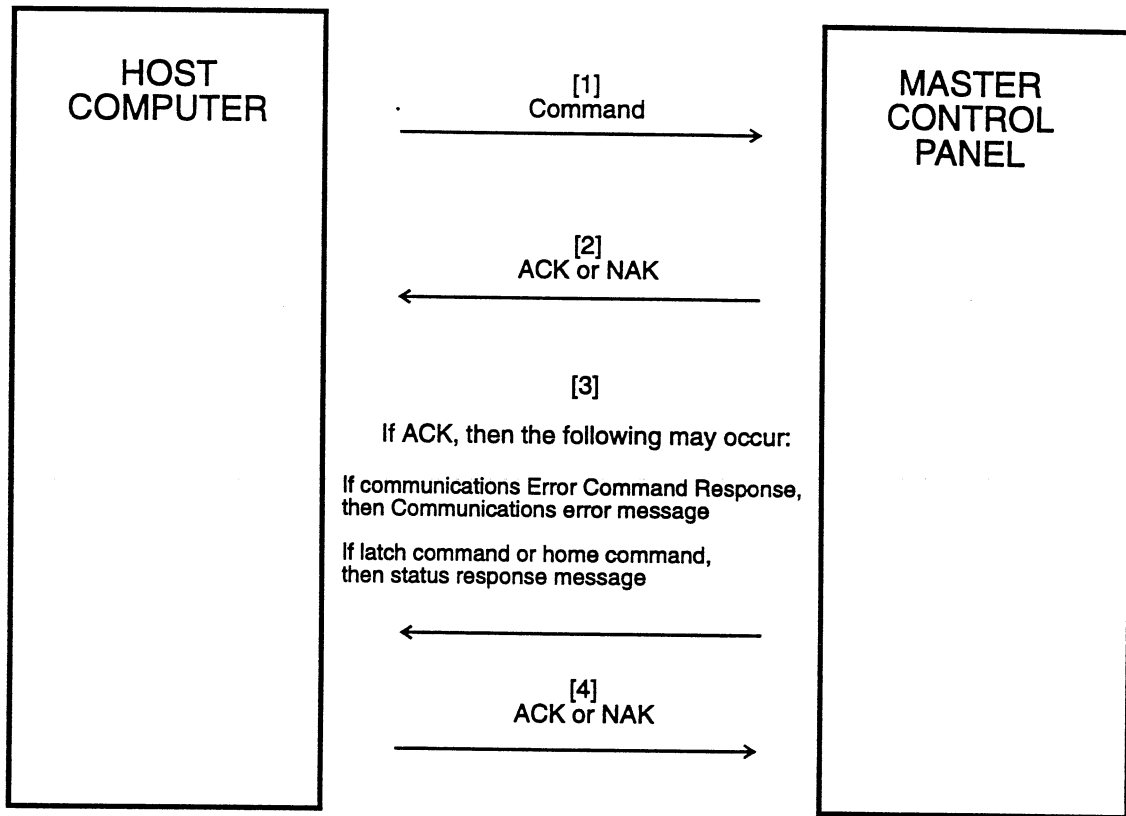 HOST
COMPUTER
[1]
Command
MASTER
CONTROL
PANEL
[2]
ACK or NAK
[3]
If ACK, then the following may occur:
If communications Error Command Response,
then Communications error message
If latch command or home command,
then status response message
[4]
ACK or NAK